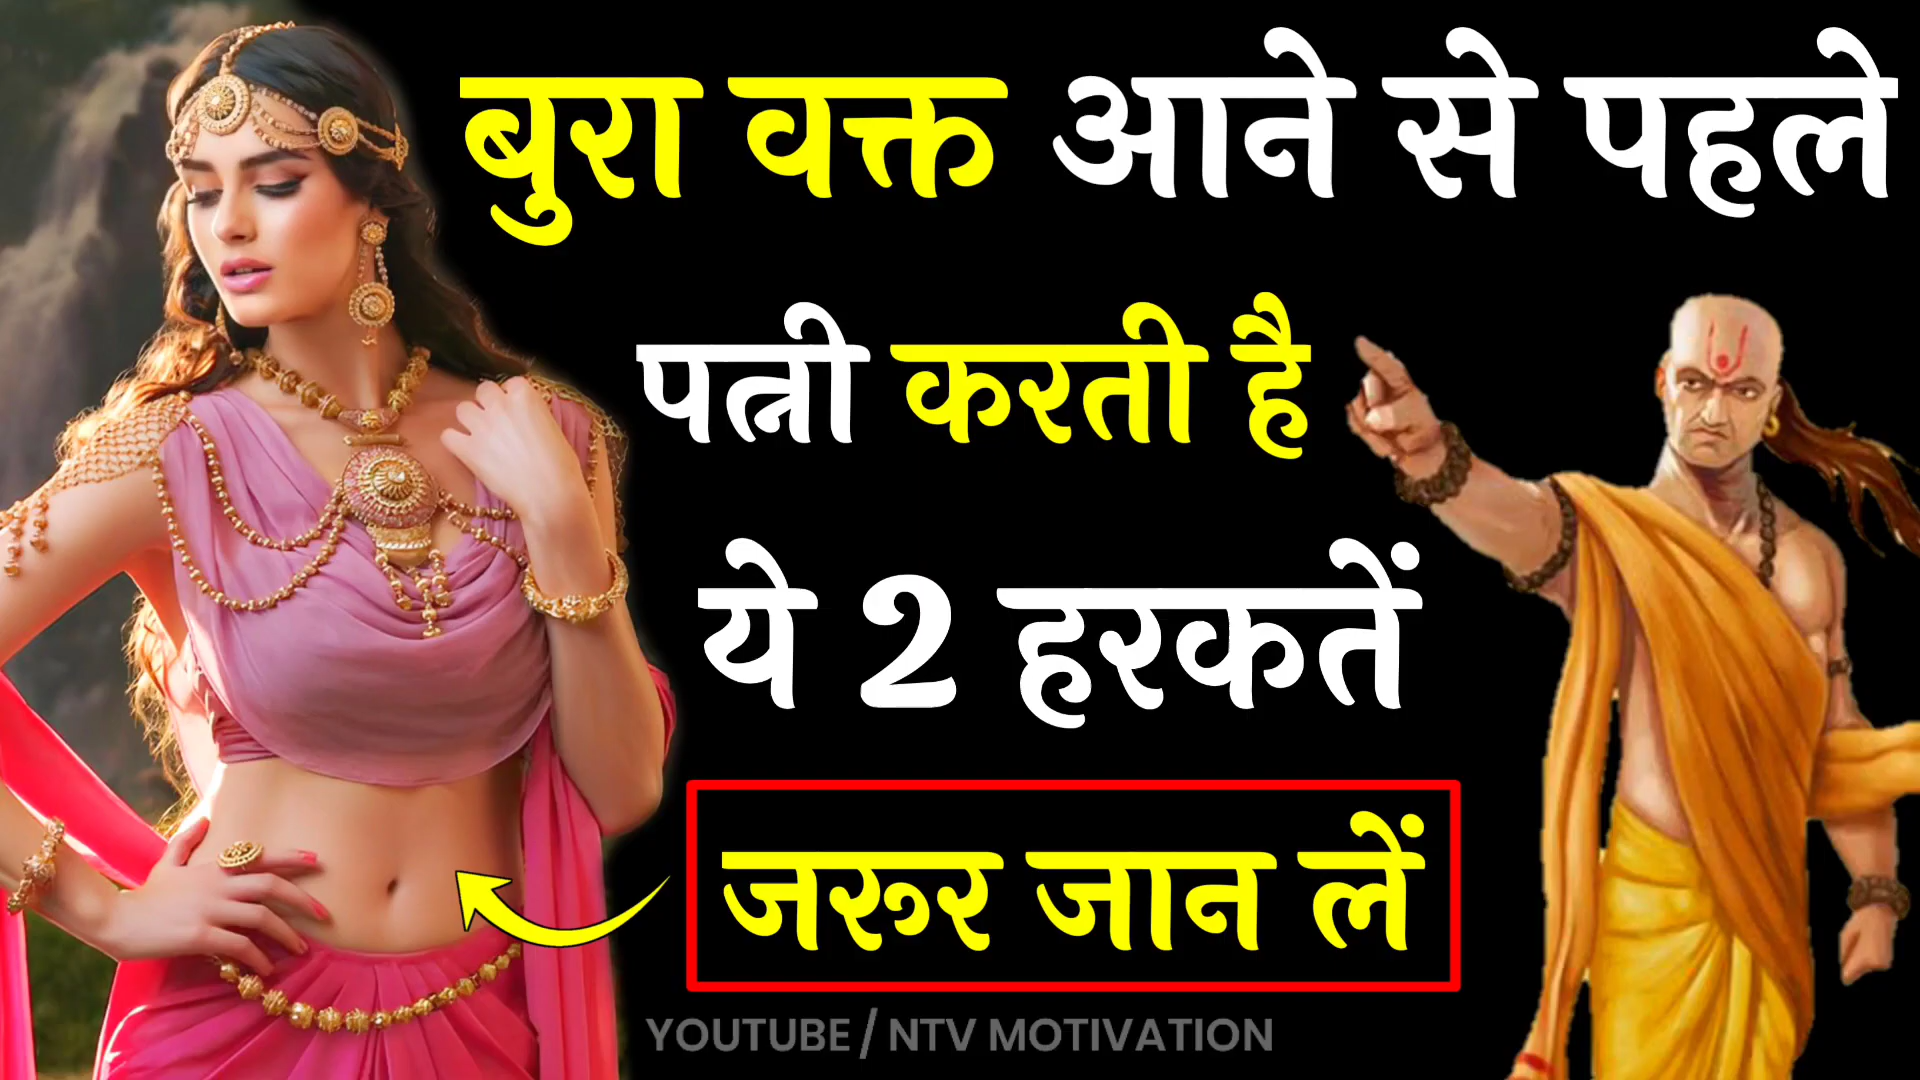 बुरा वक्त आने से पहले
पत्नी करती है
ये 2 हरकतें
जरूर जान लें
YOUTUBE / NTV MOTIVATION